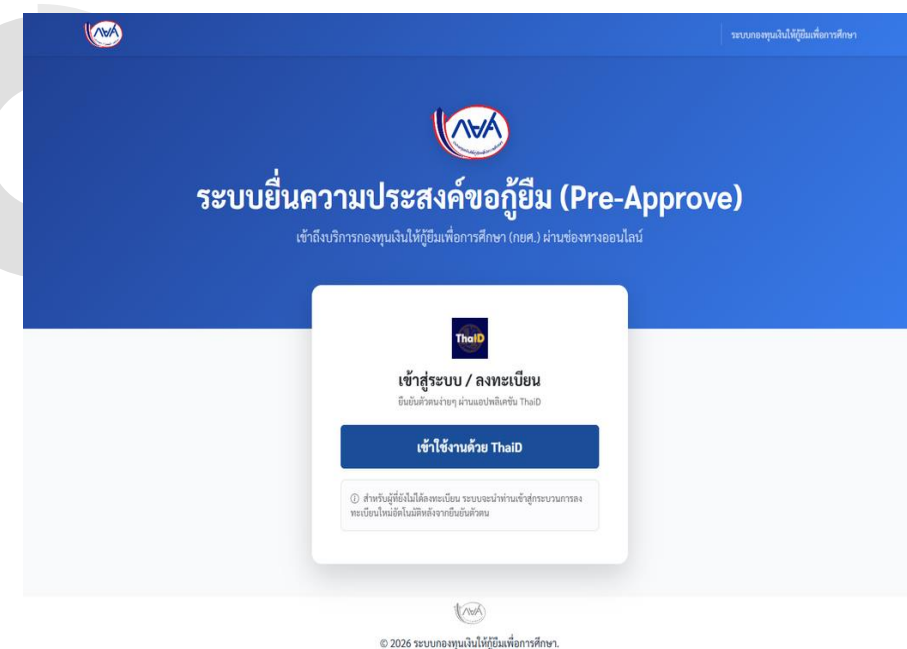 กยศ
ระบบกองทุนเงินให้กู้ยืมเพื่อการศึกษา
กยศ
ระบบยื่นความประสงค์ขอกู้ยืม (Pre-Approve)
เข้าถึงบริการกองทุนเงินให้กู้ยืมเพื่อการศึกษา (กยศ.) ผ่านช่องทางออนไลน์
ThaiD
เข้าสู่ระบบ / ลงทะเบียน
ยืนยันตัวตนง่ายๆ ผ่านแอปพลิเคชัน ThaiD
เข้าใช้งานด้วย ThaiD
สำหรับผู้ที่ยังไม่ได้ลงทะเบียน ระบบจะนำท่านเข้าสู่กระบวนการลง
ทะเบียนใหม่อัตโนมัติหลังจากยืนยันตัวตน
กยศ
© 2026 ระบบกองทุนเงินให้กู้ยืมเพื่อการศึกษา.